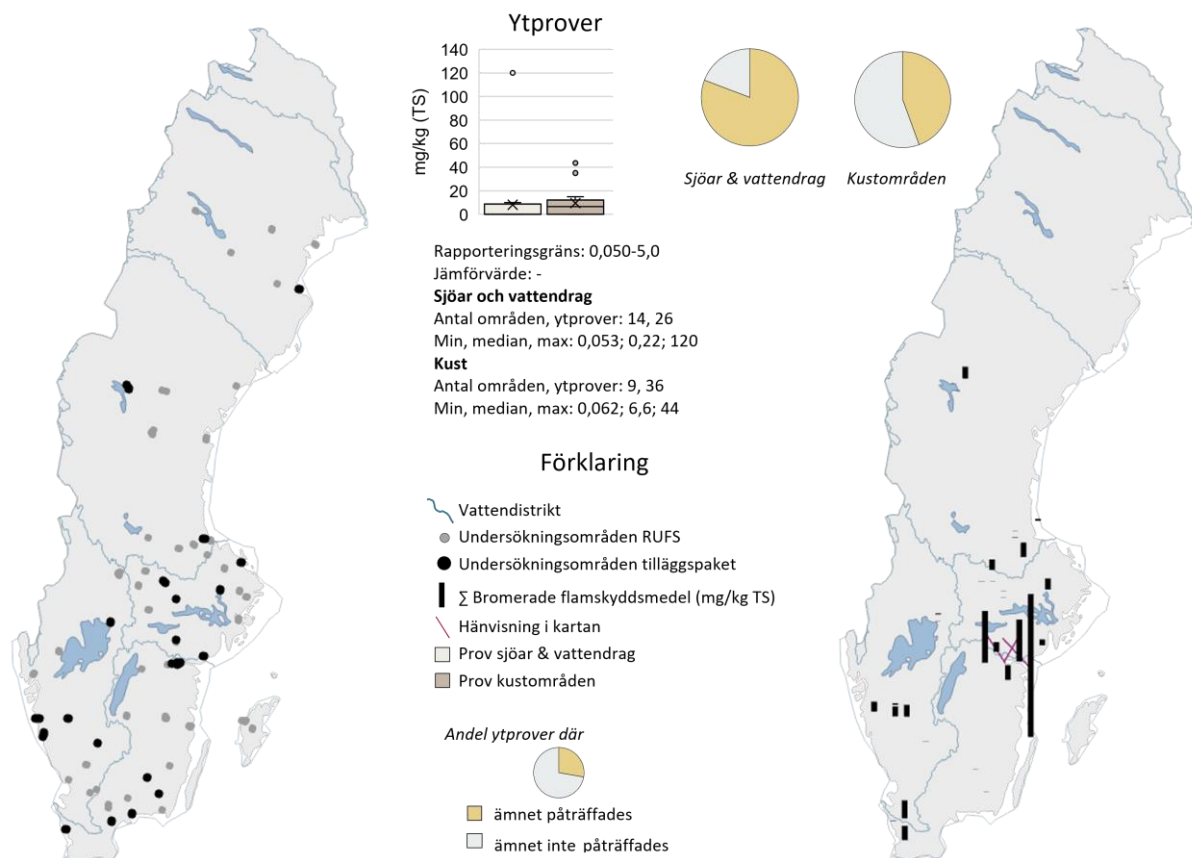 Ytprover
140
120
100
80
60
40
20
0
mg/kg (TS)
Sjöar & vattendrag
Kustområden
Rapporteringsgräns: 0,050-5,0
Jämförvärde: -
Sjöar och vattendrag
Antal områden, ytprover: 14, 26
Min, median, max: 0,053; 0,22; 120
Kust
Antal områden, ytprover: 9, 36
Min, median, max: 0,062; 6,6; 44
Förklaring
Vattendistrikt
Undersökningsområden RUFS
Undersökningsområden tilläggspaket
∑ Bromerade flamskyddsmedel (mg/kg TS)
Hänvisning i kartan
Prov sjöar & vattendrag
Prov kustområden
Andel ytprover där
ämnet påträffades
ämnet inte påträffades